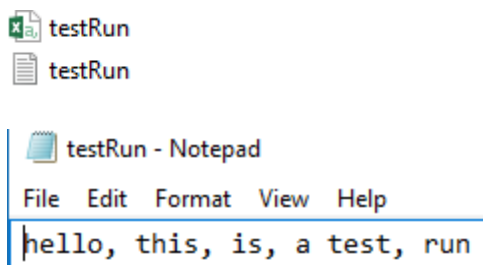 testRun
testRun
testRun - Notepad
File Edit Format View Help
hello, this, is, a test, run